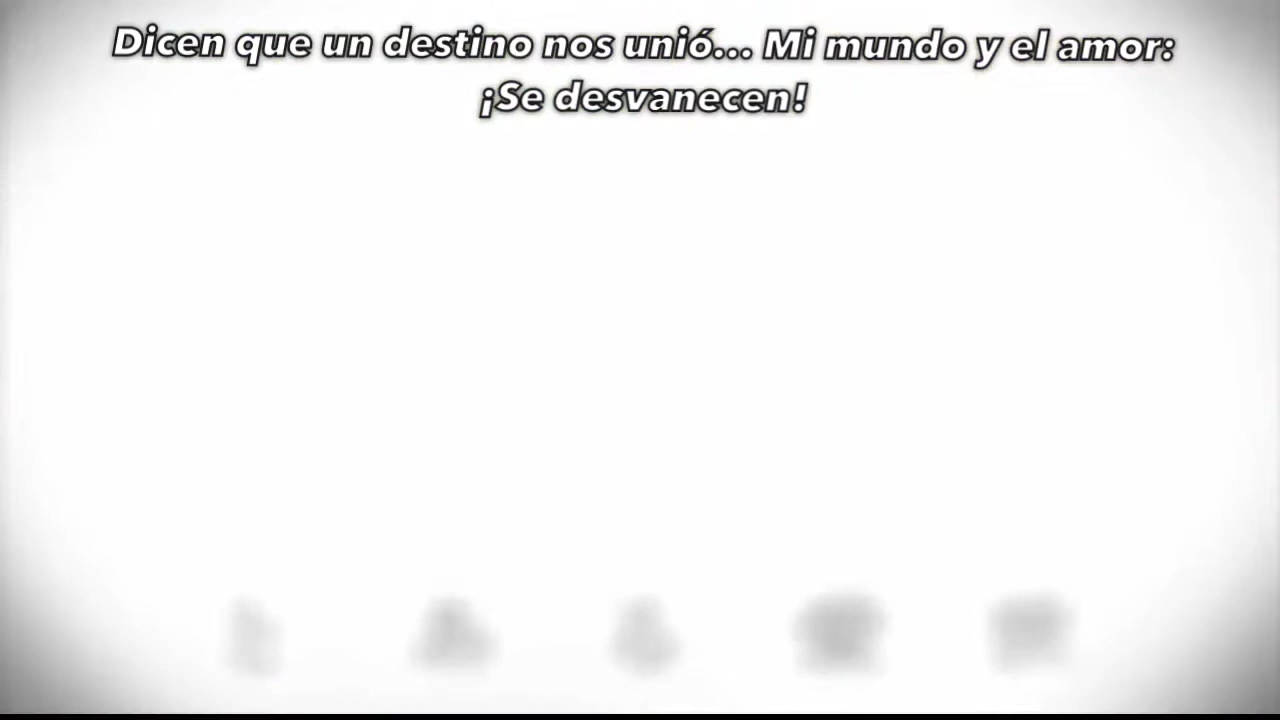 Dicen que un destino nos unió... Mi mundo y el amor:
¡Se desvanecen!